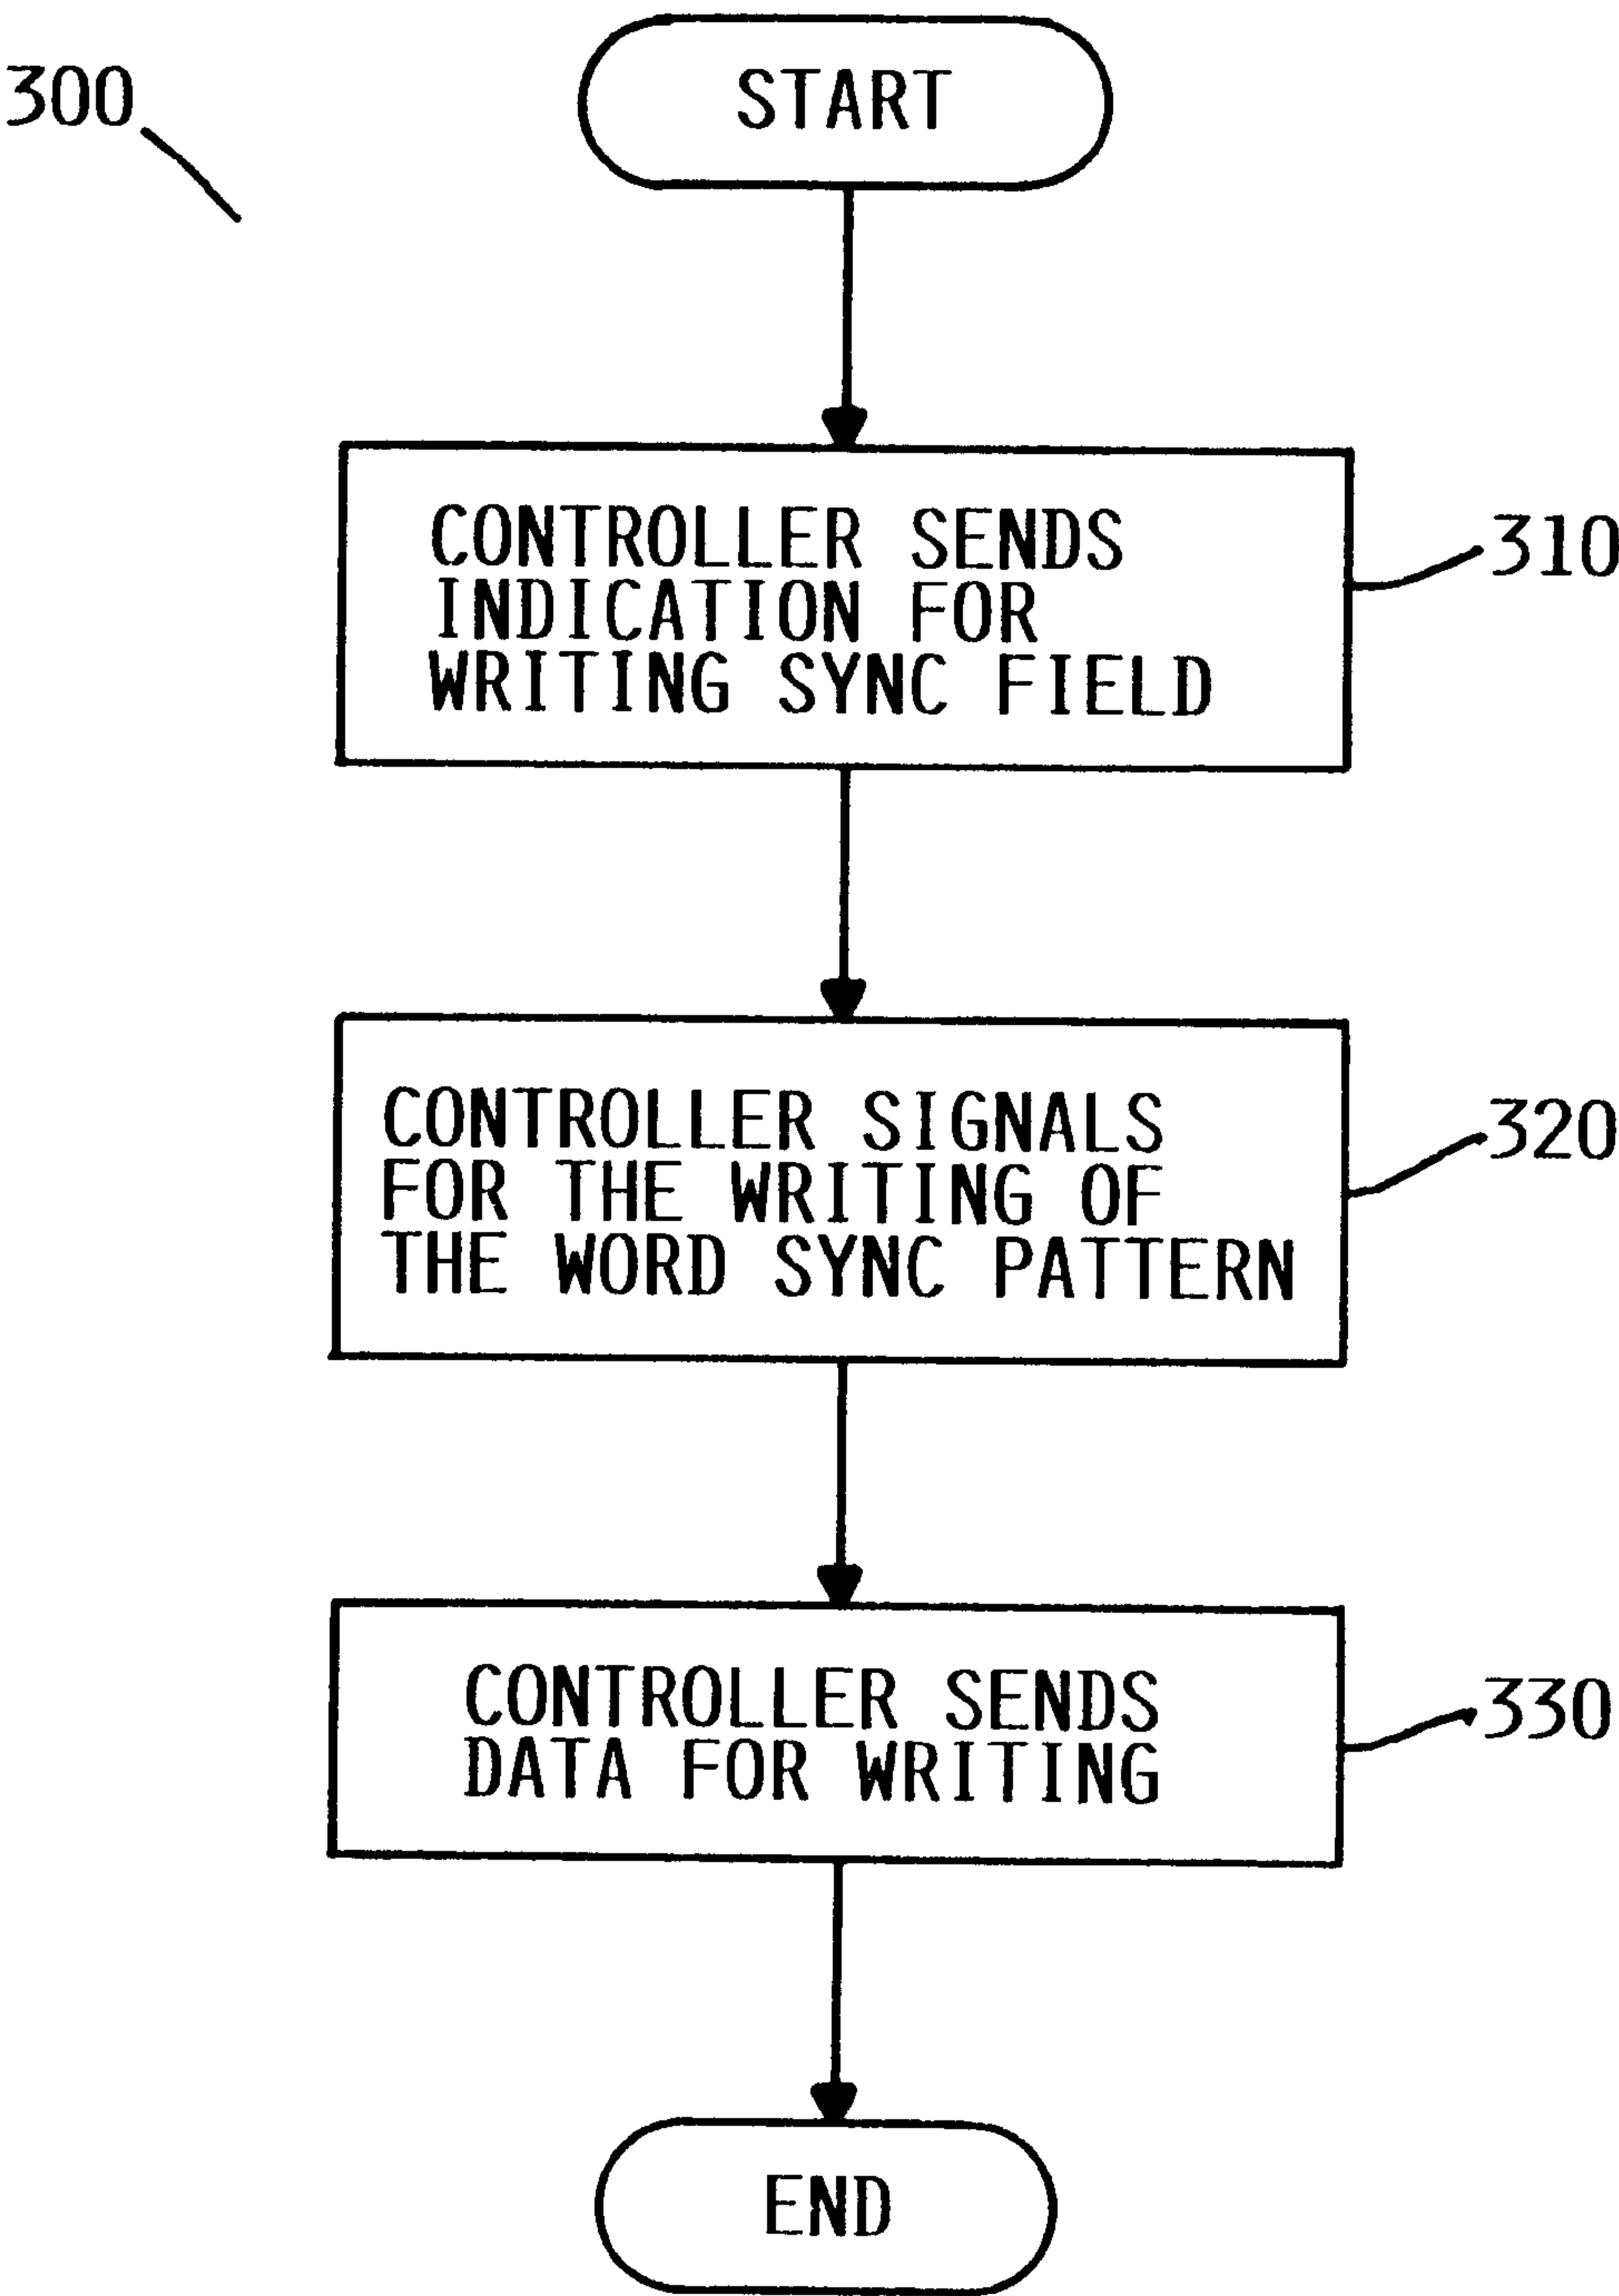 300
START
CONTROLLER SENDS
INDICATION FOR
WRITING SYNC FIELD
310
CONTROLLER SIGNALS
FOR THE WRITING OF
THE WORD SYNC PATTERN
320
CONTROLLER SENDS
DATA FOR WRITING
330
END